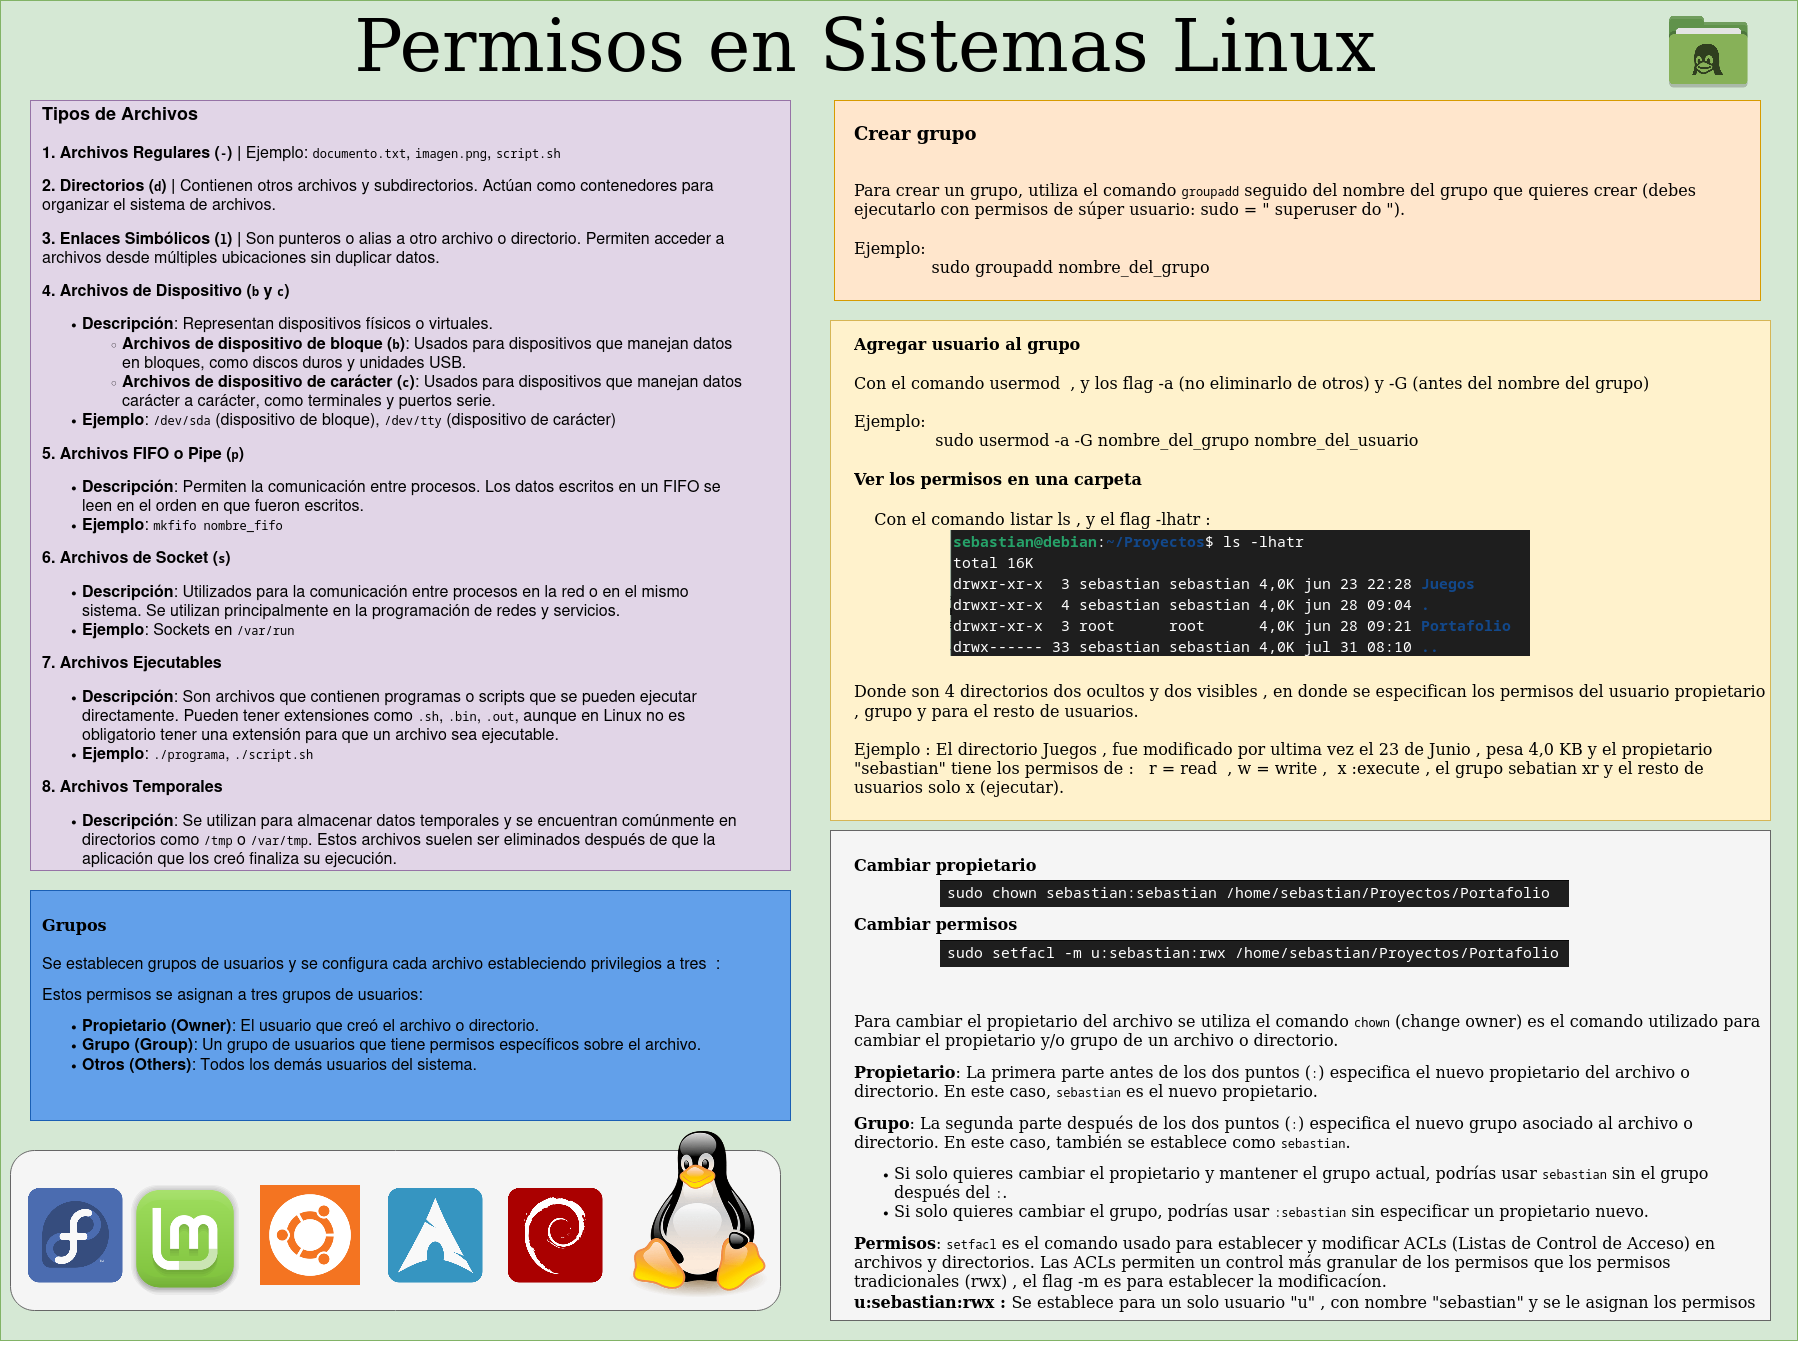 Permisos en Sistemas Linux
Tipos de Archivos
1. Archivos Regulares (-) | Ejemplo: documento.txt, imagen.png, script.sh
2. Directorios (d) | Contienen otros archivos y subdirectorios. Actúan como contenedores para
organizar el sistema de archivos.
3. Enlaces Simbólicos (l) | Son punteros o alias a otro archivo o directorio. Permiten acceder a
archivos desde múltiples ubicaciones sin duplicar datos.
4. Archivos de Dispositivo (b y c)
• Descripción: Representan dispositivos físicos o virtuales.
◦ Archivos de dispositivo de bloque (b): Usados para dispositivos que manejan datos
en bloques, como discos duros y unidades USB.
◦ Archivos de dispositivo de carácter (c): Usados para dispositivos que manejan datos
carácter a carácter, como terminales y puertos serie.
• Ejemplo: /dev/sda (dispositivo de bloque), /dev/tty (dispositivo de carácter)
5. Archivos FIFO o Pipe (p)
• Descripción: Permiten la comunicación entre procesos. Los datos escritos en un FIFO se
leen en el orden en que fueron escritos.
• Ejemplo: mkfifo nombre_fifo
6. Archivos de Socket (s)
• Descripción: Utilizados para la comunicación entre procesos en la red o en el mismo
sistema. Se utilizan principalmente en la programación de redes y servicios.
• Ejemplo: Sockets en /var/run
7. Archivos Ejecutables
• Descripción: Son archivos que contienen programas o scripts que se pueden ejecutar
directamente. Pueden tener extensiones como .sh, .bin, .out, aunque en Linux no es
obligatorio tener una extensión para que un archivo sea ejecutable.
• Ejemplo: ./programa, ./script.sh
8. Archivos Temporales
• Descripción: Se utilizan para almacenar datos temporales y se encuentran comúnmente en
directorios como /tmp o /var/tmp. Estos archivos suelen ser eliminados después de que la
aplicación que los creó finaliza su ejecución.
Grupos
Se establecen grupos de usuarios y se configura cada archivo estableciendo privilegios a tres  :
Estos permisos se asignan a tres grupos de usuarios:
• Propietario (Owner): El usuario que creó el archivo o directorio.
• Grupo (Group): Un grupo de usuarios que tiene permisos específicos sobre el archivo.
• Otros (Others): Todos los demás usuarios del sistema.
lm
Crear grupo
Para crear un grupo, utiliza el comando groupadd seguido del nombre del grupo que quieres crear (debes
ejecutarlo con permisos de súper usuario: sudo = " superuser do ").
Ejemplo:
sudo groupadd nombre_del_grupo
Agregar usuario al grupo
Con el comando usermod  , y los flag -a (no eliminarlo de otros) y -G (antes del nombre del grupo)
Ejemplo:
sudo usermod -a -G nombre_del_grupo nombre_del_usuario
Ver los permisos en una carpeta
Con el comando listar ls , y el flag -lhatr :
sebastian@debian:~/Proyectos$ ls -lhatr
total 16K
drwxr-xr-x  3 sebastian sebastian 4,0K jun 23 22:28 Juegos
drwxr-xr-x  4 sebastian sebastian 4,0K jun 28 09:04 .
drwxr-xr-x  3 root      root      4,0K jun 28 09:21 Portafolio
drwx------ 33 sebastian sebastian 4,0K jul 31 08:10 ..
Donde son 4 directorios dos ocultos y dos visibles , en donde se especifican los permisos del usuario propietario
, grupo y para el resto de usuarios.
Ejemplo : El directorio Juegos , fue modificado por ultima vez el 23 de Junio , pesa 4,0 KB y el propietario
"sebastian" tiene los permisos de :   r = read  , w = write ,  x :execute , el grupo sebatian xr y el resto de
usuarios solo x (ejecutar).
Cambiar propietario
sudo chown sebastian:sebastian /home/sebastian/Proyectos/Portafolio
Cambiar permisos
sudo setfacl -m u:sebastian:rwx /home/sebastian/Proyectos/Portafolio
Para cambiar el propietario del archivo se utiliza el comando chown (change owner) es el comando utilizado para
cambiar el propietario y/o grupo de un archivo o directorio.
Propietario: La primera parte antes de los dos puntos (:) especifica el nuevo propietario del archivo o
directorio. En este caso, sebastian es el nuevo propietario.
Grupo: La segunda parte después de los dos puntos (:) especifica el nuevo grupo asociado al archivo o
directorio. En este caso, también se establece como sebastian.
• Si solo quieres cambiar el propietario y mantener el grupo actual, podrías usar sebastian sin el grupo
después del :.
• Si solo quieres cambiar el grupo, podrías usar :sebastian sin especificar un propietario nuevo.
Permisos: setfacl es el comando usado para establecer y modificar ACLs (Listas de Control de Acceso) en
archivos y directorios. Las ACLs permiten un control más granular de los permisos que los permisos
tradicionales (rwx) , el flag -m es para establecer la modificacíon.
u:sebastian:rwx : Se establece para un solo usuario "u" , con nombre "sebastian" y se le asignan los permisos